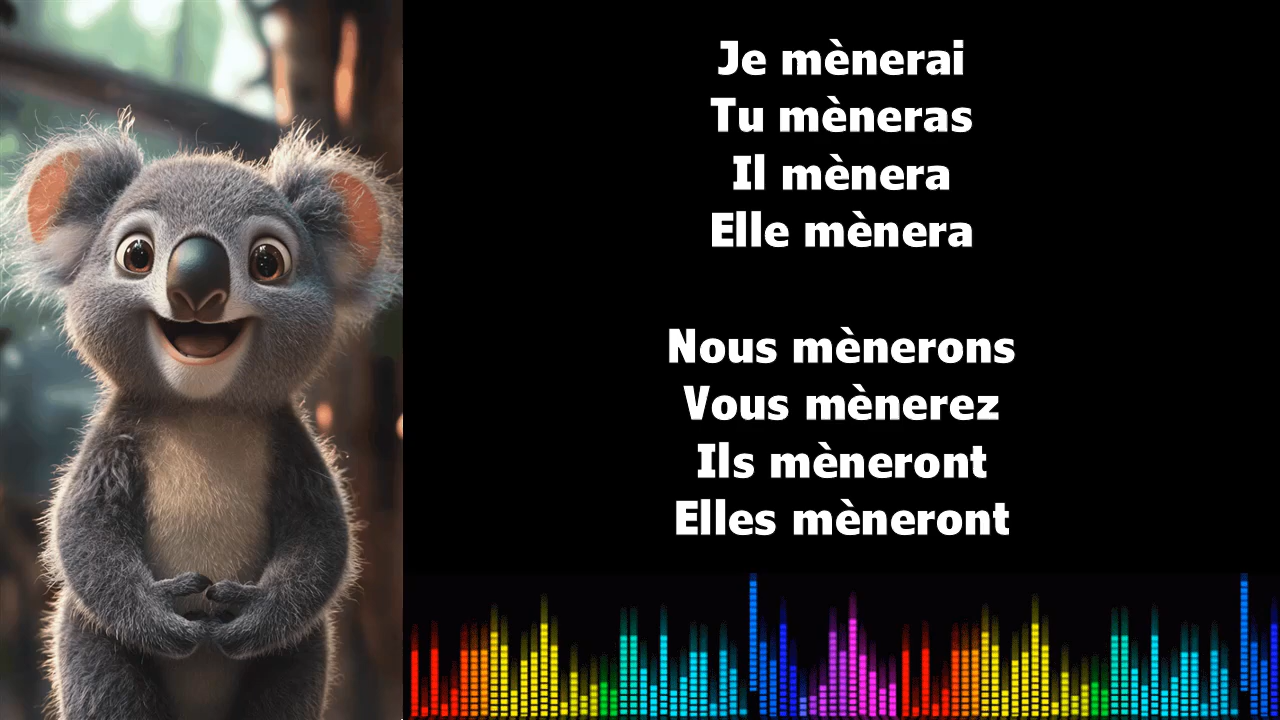 Je mènerai
Tu mèneras
Il mènera
Elle mènera
Nous mènerons
Vous mènerez
Ils mèneront
Elles mèneront